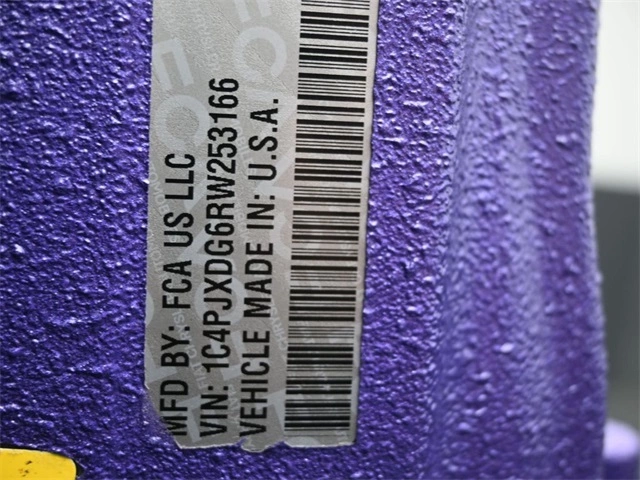 MFD BY: FCA US LLC
VIN: 1C4PJXDG6RW253166
VEHICLE MADE IN: U.S.A.